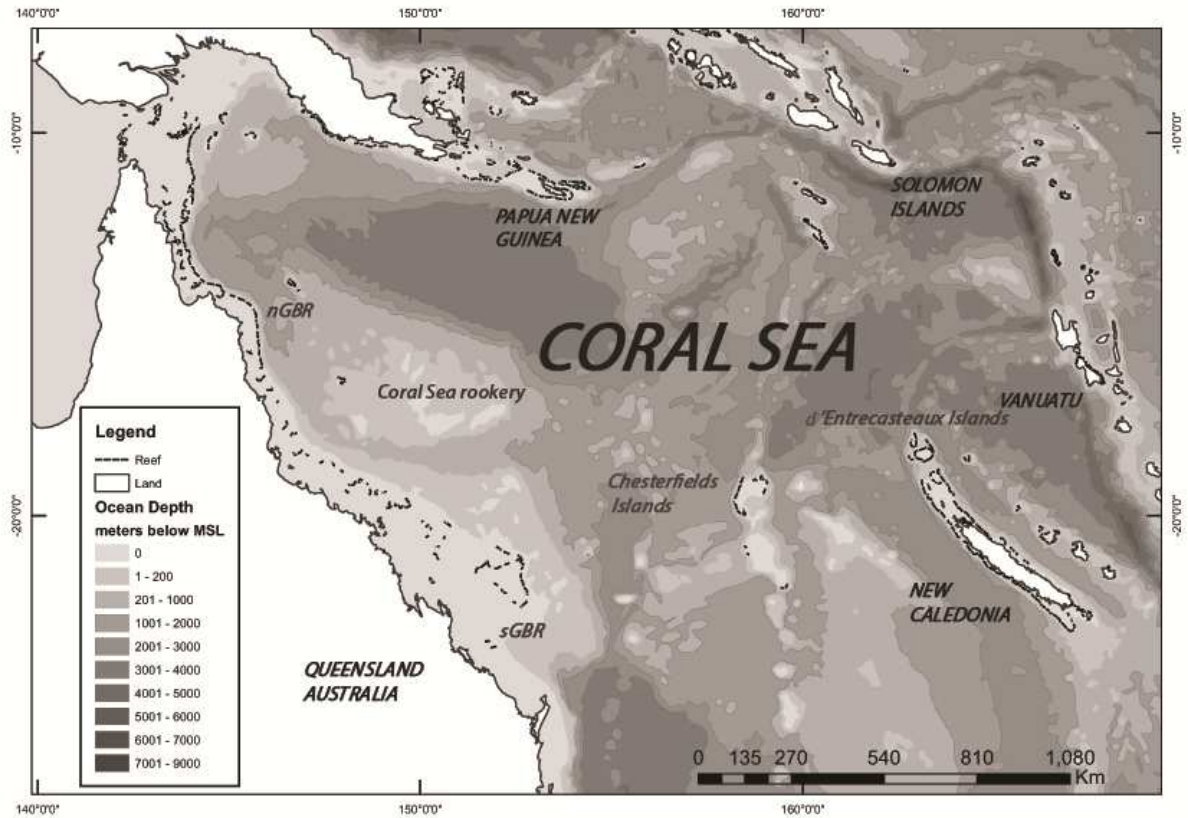 140°0'0" 150°0'0" 160°0'0"
-10°0'0" -10°0'0"
SOLOMON
ISLANDS
PAPUA NEW
GUINEA
nGBR
CORAL SEA
Coral Sea rookery
VANUATU
d'Entrecasteaux Islands
Chesterfields
Islands
-20°0'0" -20°0'0"
NEW
CALEDONIA
sGBR
QUEENSLAND
AUSTRALIA
Legend
Reef
Land
Ocean Depth
meters below MSL
0
1 - 200
201 - 1000
1001 - 2000
2001 - 3000
3001 - 4000
4001 - 5000
5001 - 6000
6001 - 7000
7001 - 9000
0 135 270 540 810 1,080
Km
140°0'0" 150°0'0" 160°0'0"